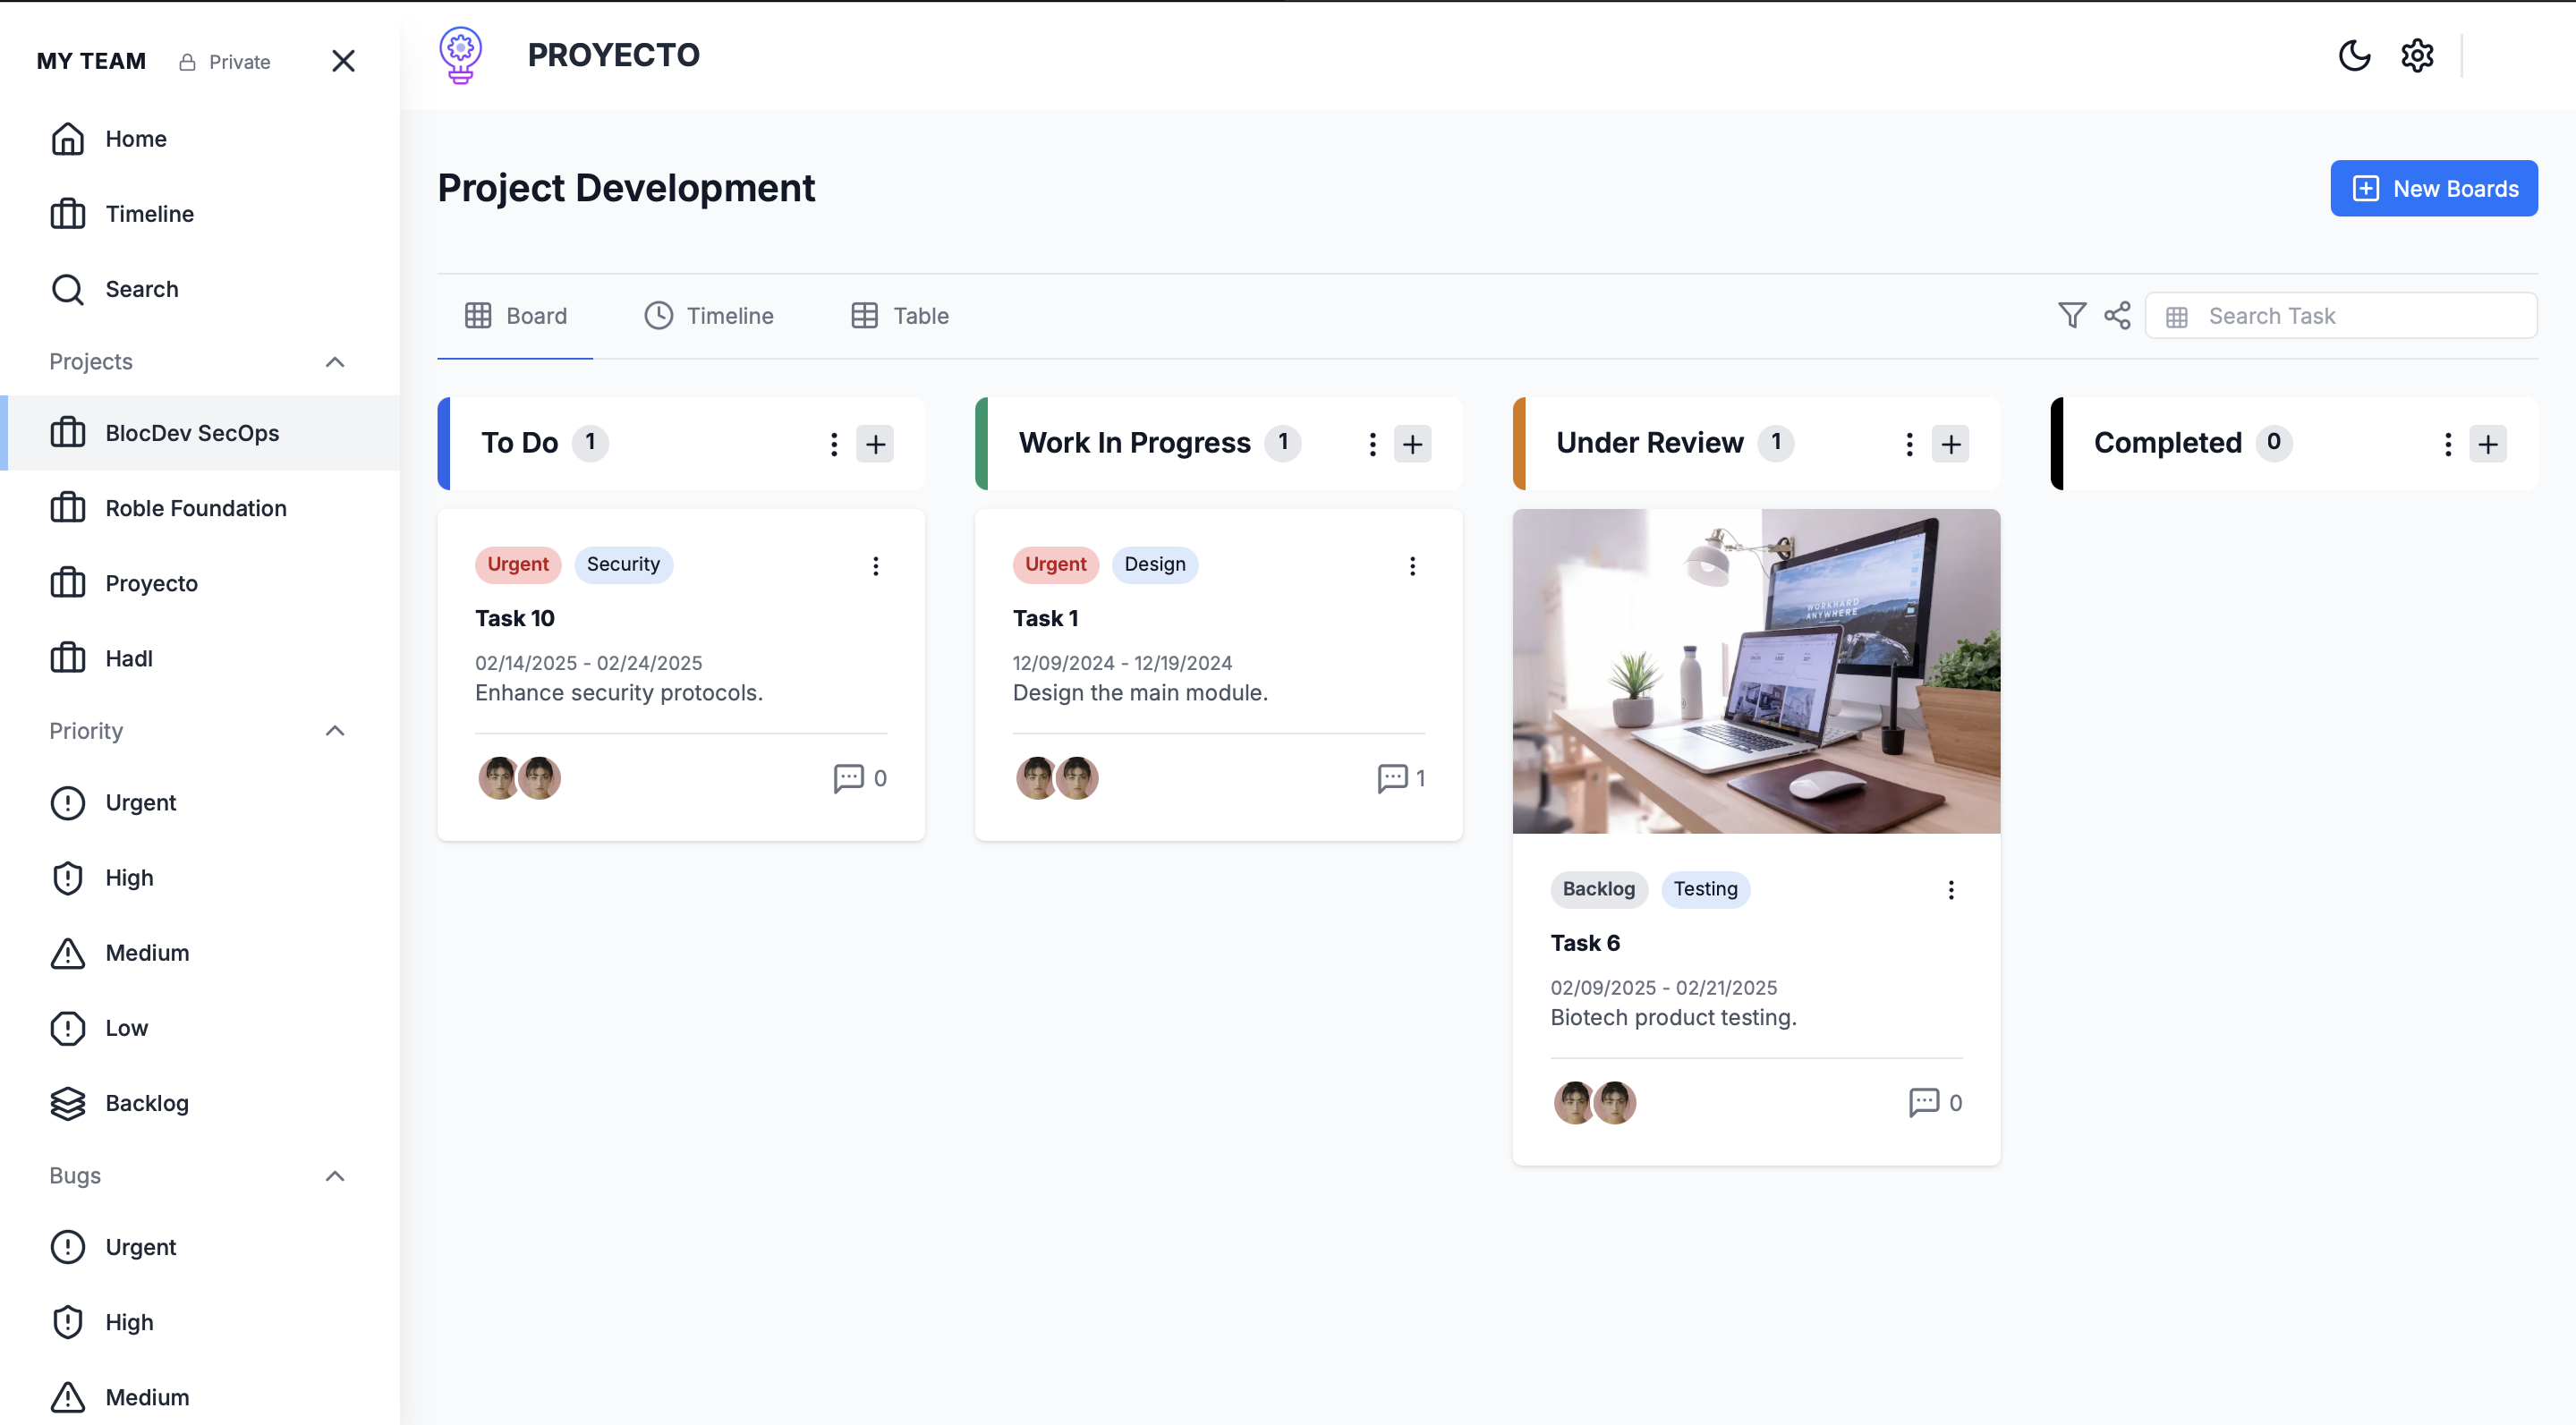 MY TEAM
Private
Home
Timeline
Search
Projects
BlocDev SecOps
Roble Foundation
Proyecto
Hadl
Priority
Urgent
High
Medium
Low
Backlog
Bugs
Urgent
High
Medium
PROYECTO
Project Development
New Boards
Board
Timeline
Table
Search Task
To Do 1
Urgent Security
Task 10
02/14/2025 - 02/24/2025
Enhance security protocols.
0
Work In Progress 1
Urgent Design
Task 1
12/09/2024 - 12/19/2024
Design the main module.
1
Under Review 1
WORKHARD
ANYWHERE
Backlog Testing
Task 6
02/09/2025 - 02/21/2025
Biotech product testing.
0
Completed 0